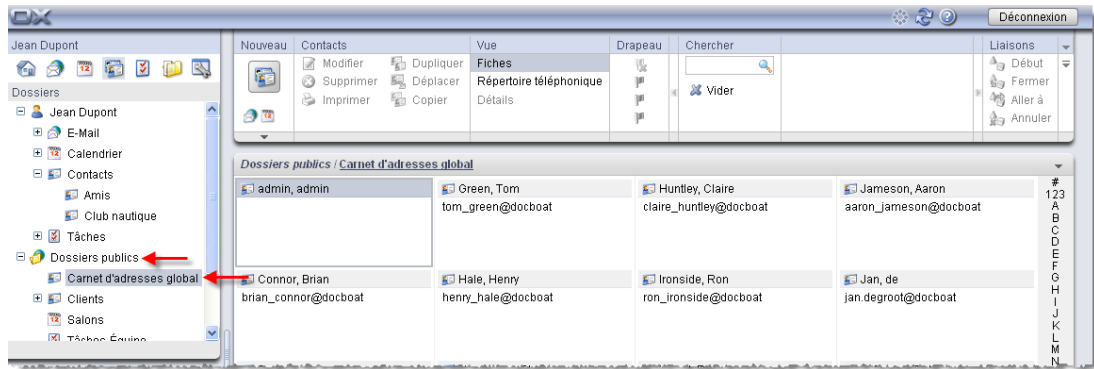 OX
Déconnexion
Jean Dupont
Nouveau Contacts Vue Drapeau Chercher Liaisons
Modifier Dupliquer Fiches Début
Supprimer Déplacer Répertoire téléphonique Fermer
Imprimer Copier Détails Vider Aller à
Annuler
Dossiers
Jean Dupont
E-Mail
Calendrier
Contacts
Amis
Club nautique
Tâches
Dossiers publics
Carnet d'adresses global
Clients
Salons
Tâches Équipe
Dossiers publics / Carnet d'adresses global
admin, admin
Green, Tom
tom_green@docboat
Huntley, Claire
claire_huntley@docboat
Jameson, Aaron
aaron_jameson@docboat
Connor, Brian
brian_connor@docboat
Hale, Henry
henry_hale@docboat
Ironside, Ron
ron_ironside@docboat
Jan, de
jan.degroot@docboat
#
123
A
B
C
D
E
F
G
H
I
J
K
L
M
N